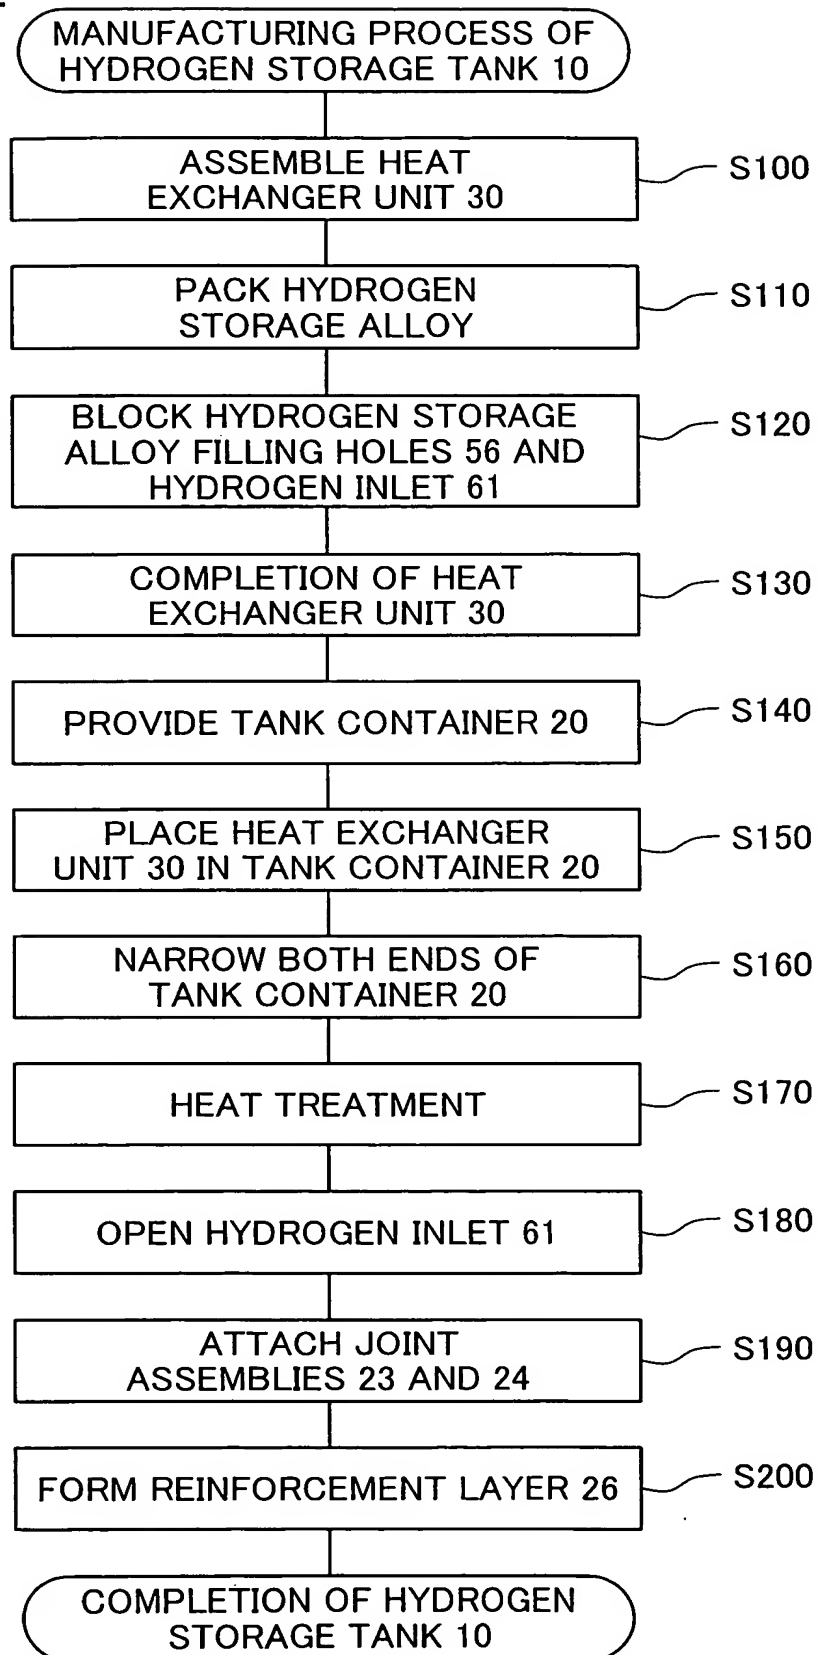 MANUFACTURING PROCESS OF
HYDROGEN STORAGE TANK 10
ASSEMBLE HEAT
EXCHANGER UNIT 30
S100
PACK HYDROGEN
STORAGE ALLOY
S110
BLOCK HYDROGEN STORAGE
ALLOY FILLING HOLES 56 AND
HYDROGEN INLET 61
S120
COMPLETION OF HEAT
EXCHANGER UNIT 30
S130
PROVIDE TANK CONTAINER 20
S140
PLACE HEAT EXCHANGER
UNIT 30 IN TANK CONTAINER 20
S150
NARROW BOTH ENDS OF
TANK CONTAINER 20
S160
HEAT TREATMENT
S170
OPEN HYDROGEN INLET 61
S180
ATTACH JOINT
ASSEMBLIES 23 AND 24
S190
FORM REINFORCEMENT LAYER 26
S200
COMPLETION OF HYDROGEN
STORAGE TANK 10